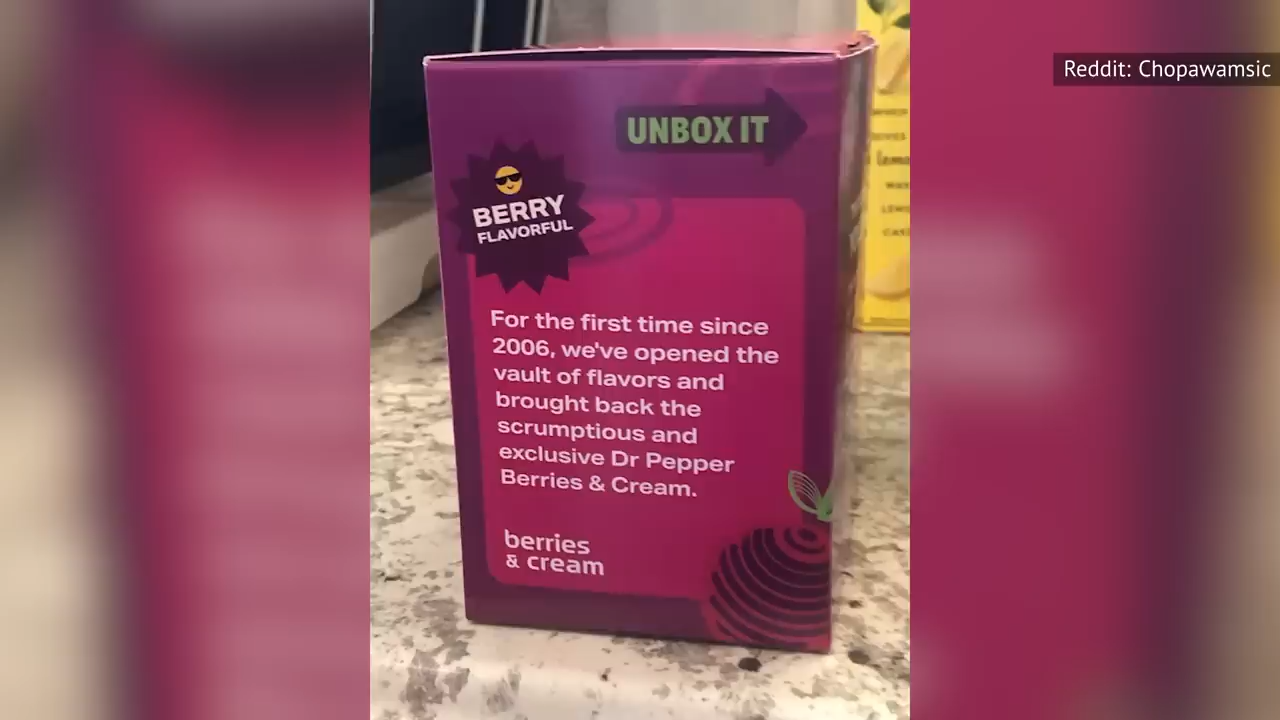 Reddit: Chopawamsic
UNBOX IT
BERRY
FLAVORFUL
For the first time since
2006, we've opened the
vault of flavors and
brought back the
scrumptious and
exclusive Dr Pepper
Berries & Cream.
berries
& cream